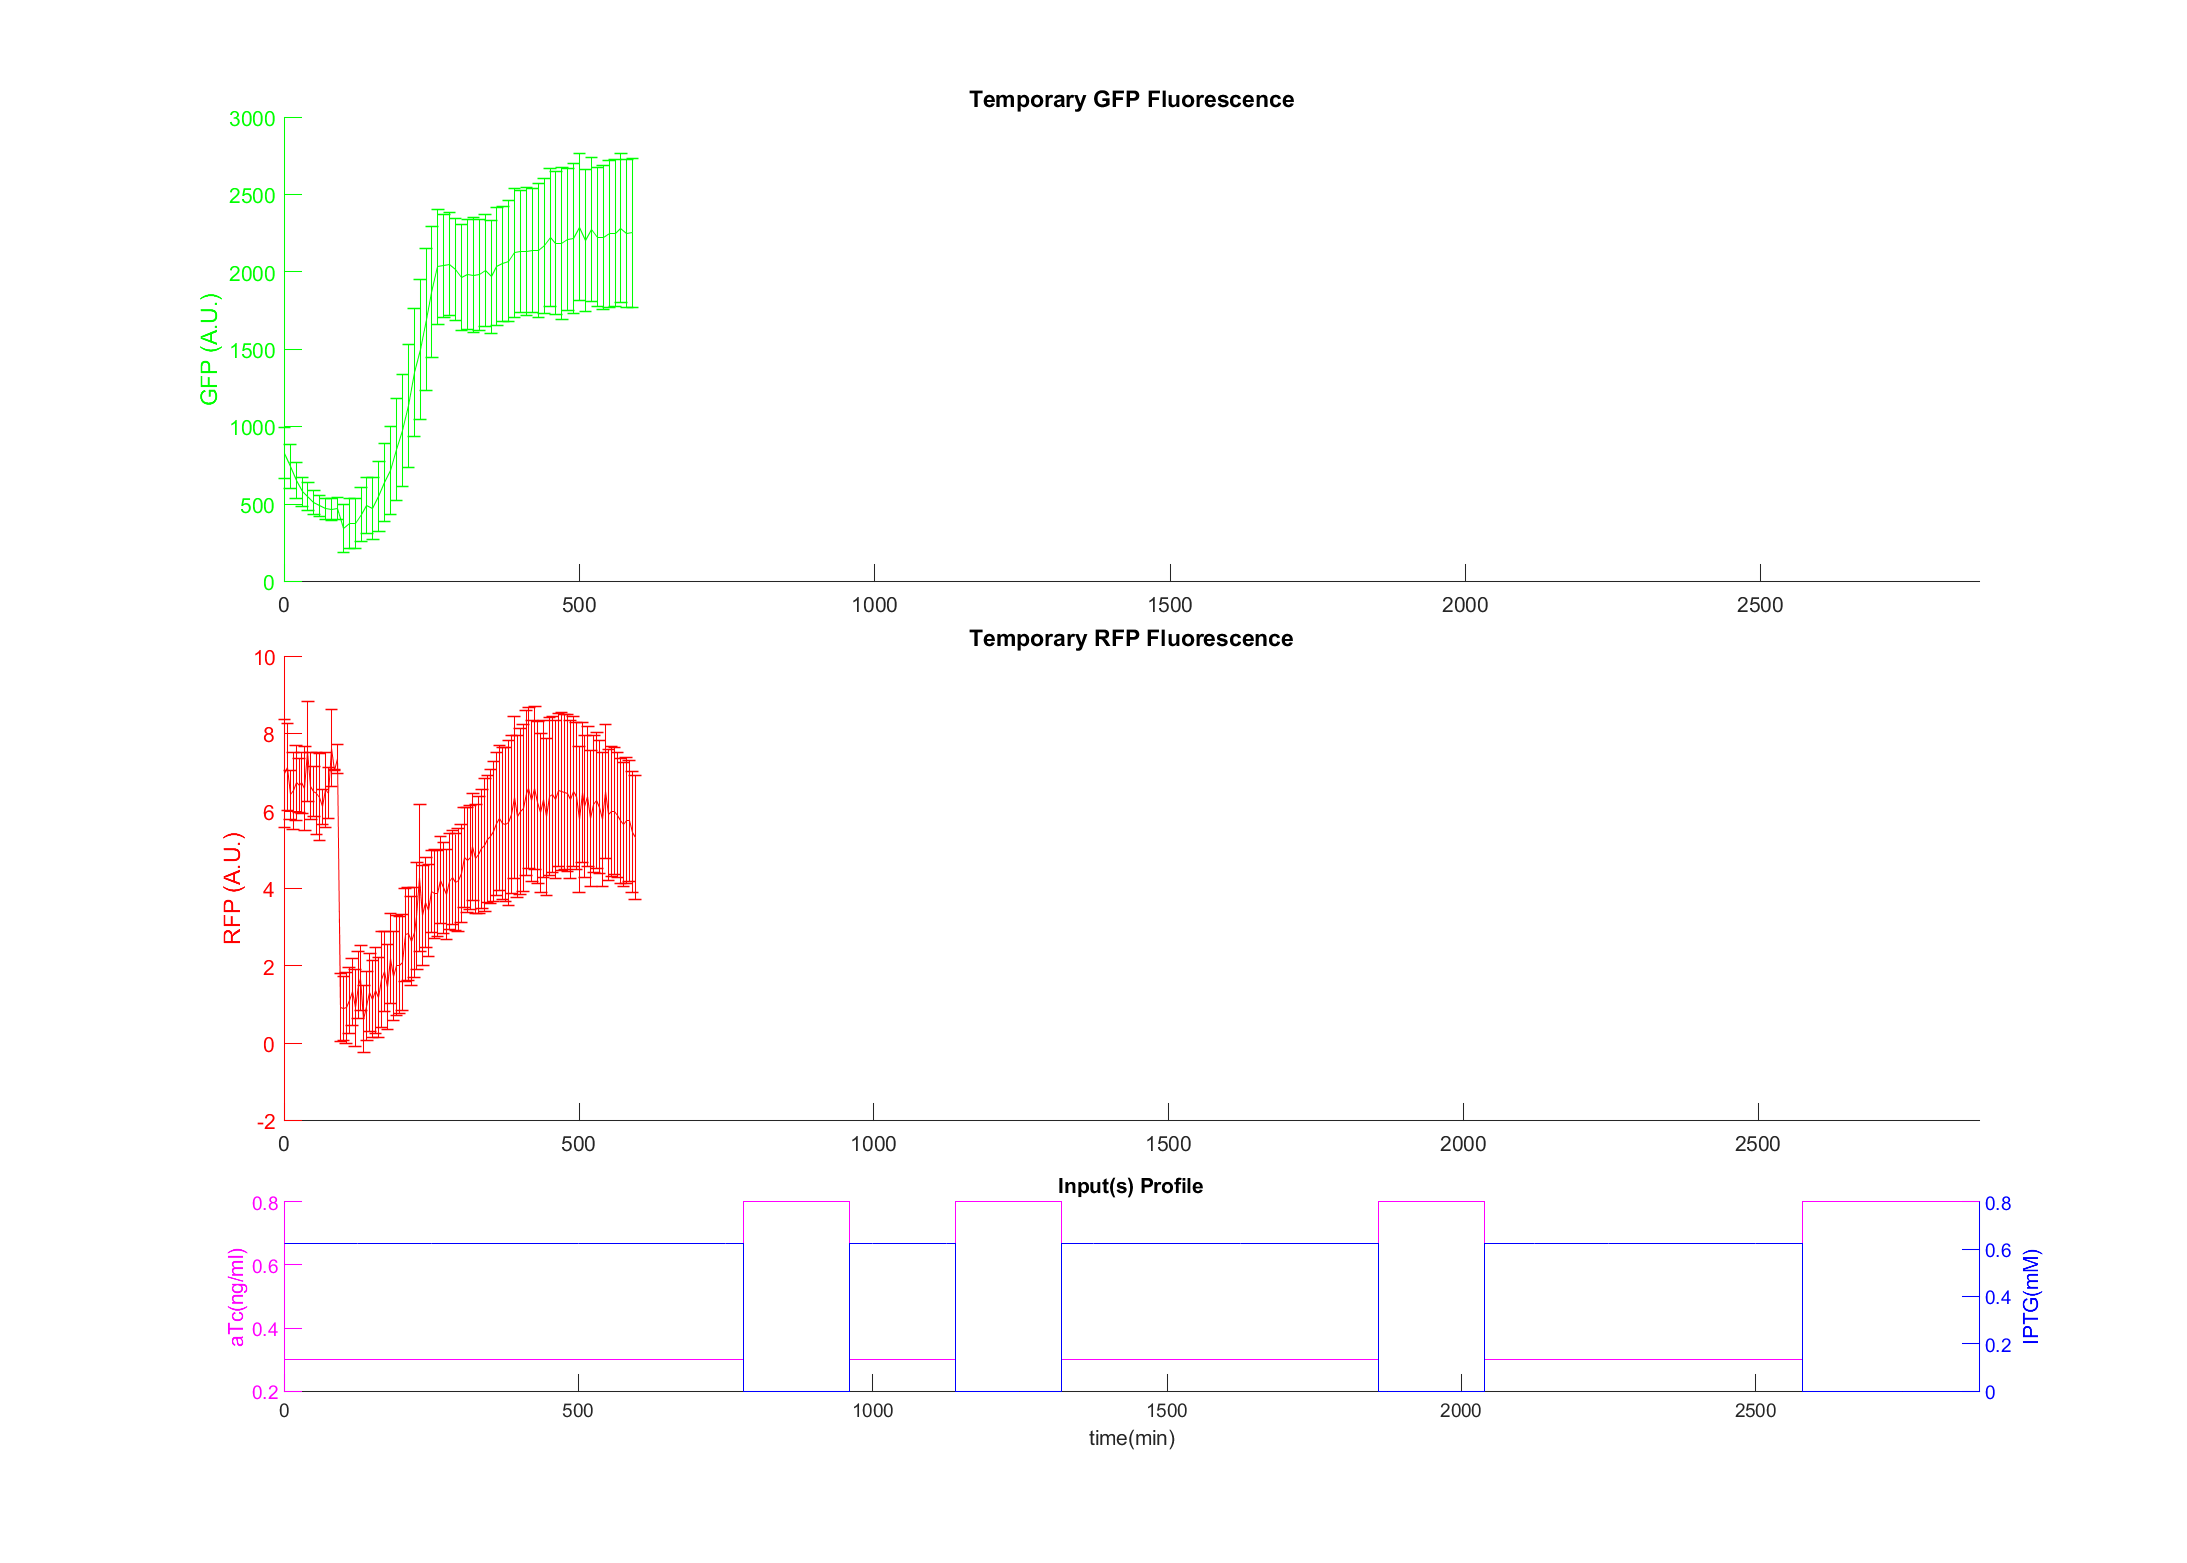 Temporary GFP Fluorescence
3000
2500
2000
1500
1000
500
0
GFP (A.U.)
0 500 1000 1500 2000 2500
Temporary RFP Fluorescence
10
8
6
4
2
0
-2
RFP (A.U.)
0 500 1000 1500 2000 2500
Input(s) Profile
0.8
0.6
0.4
0.2
aTc(ng/ml)
0.8
0.6
0.4
0.2
0
IPTG(mM)
0 500 1000 1500 2000 2500
time(min)